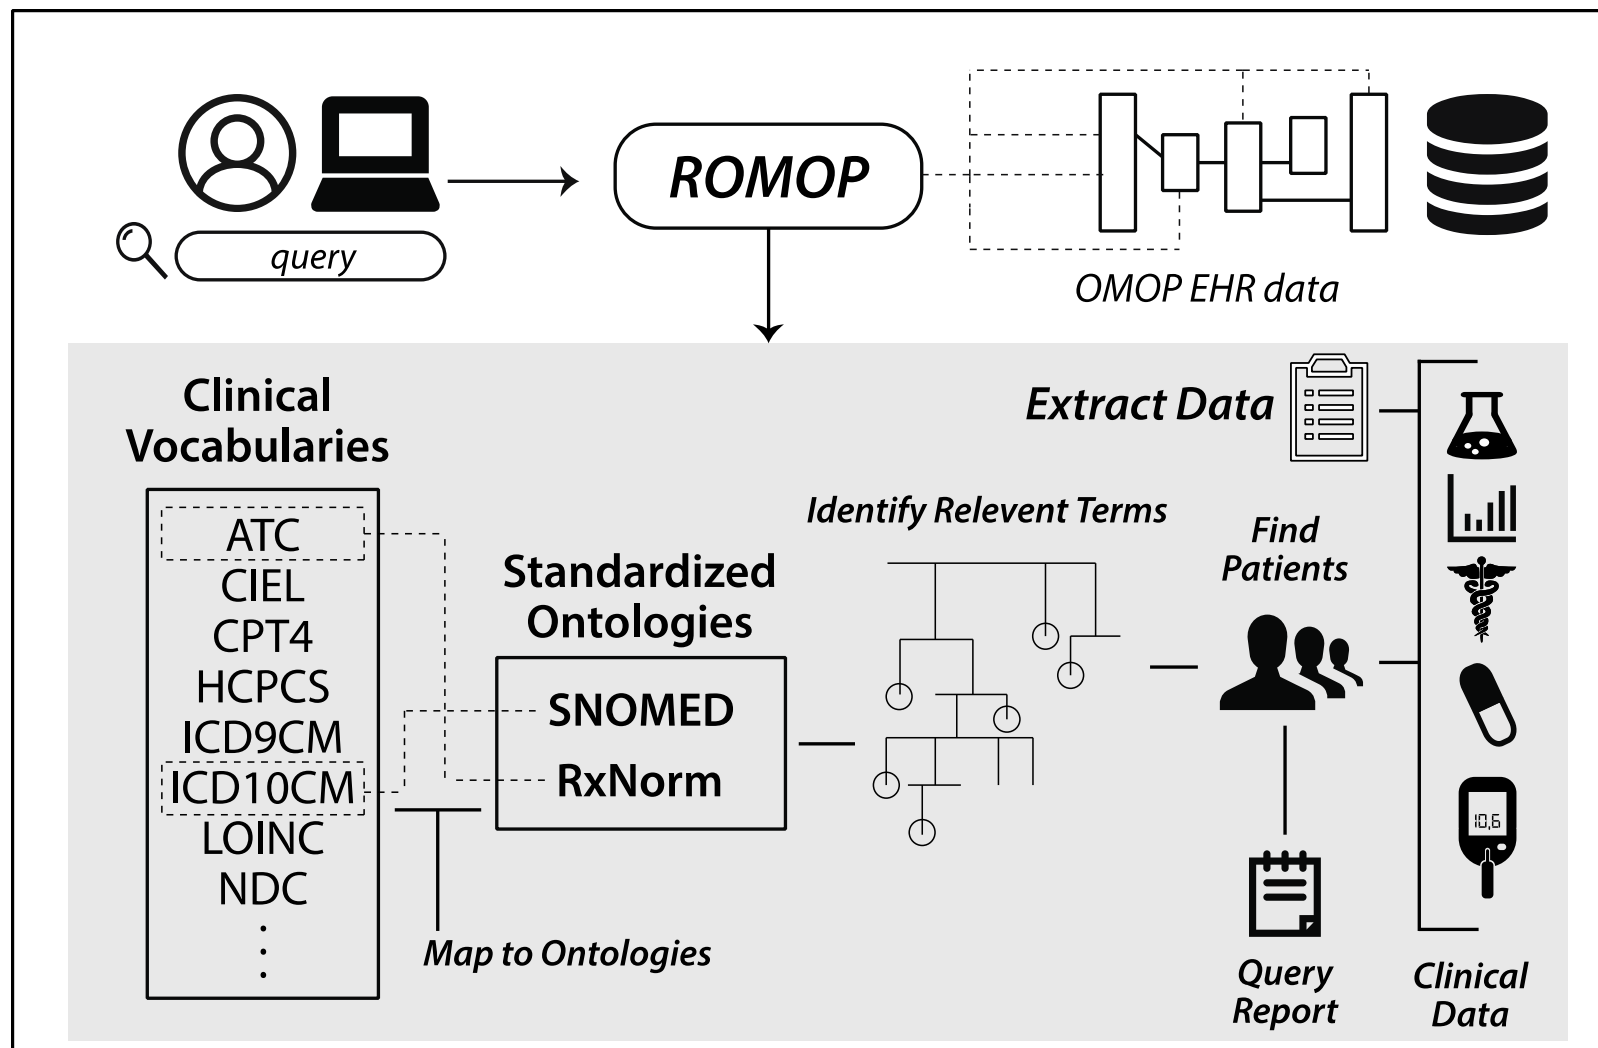 query
ROMOP
OMOP EHR data
Clinical
Vocabularies
ATC
CIEL
CPT4
HCPCS
ICD9CM
ICD10CM
LOINC
NDC
Map to Ontologies
Standardized
Ontologies
SNOMED
RxNorm
Identify Relevent Terms
Extract Data
Find
Patients
Query
Report
10,6
Clinical
Data